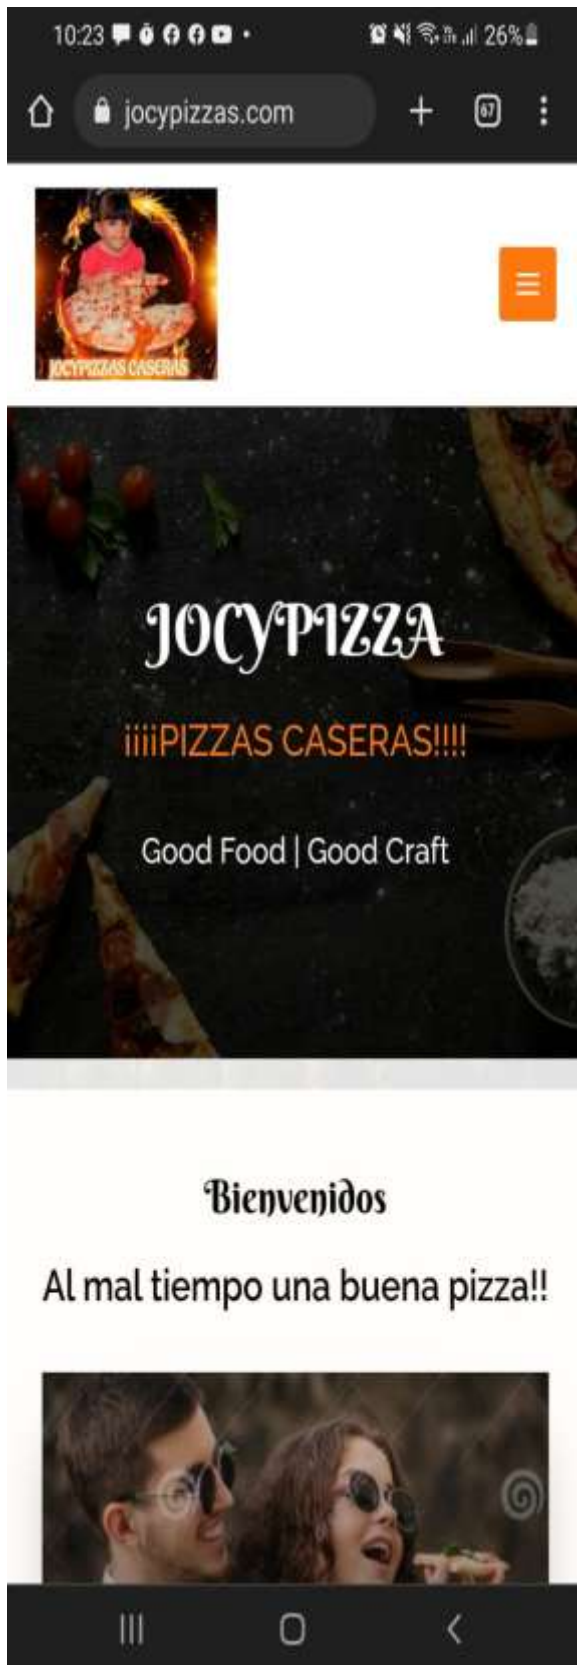 10:23
26%
jocypizzas.com
67
JOCYPIZZAS CASERAS
JOCYPIZZA
¡¡¡¡PIZZAS CASERAS!!!!
Good Food | Good Craft
Bienvenidos
Al mal tiempo una buena pizza!!